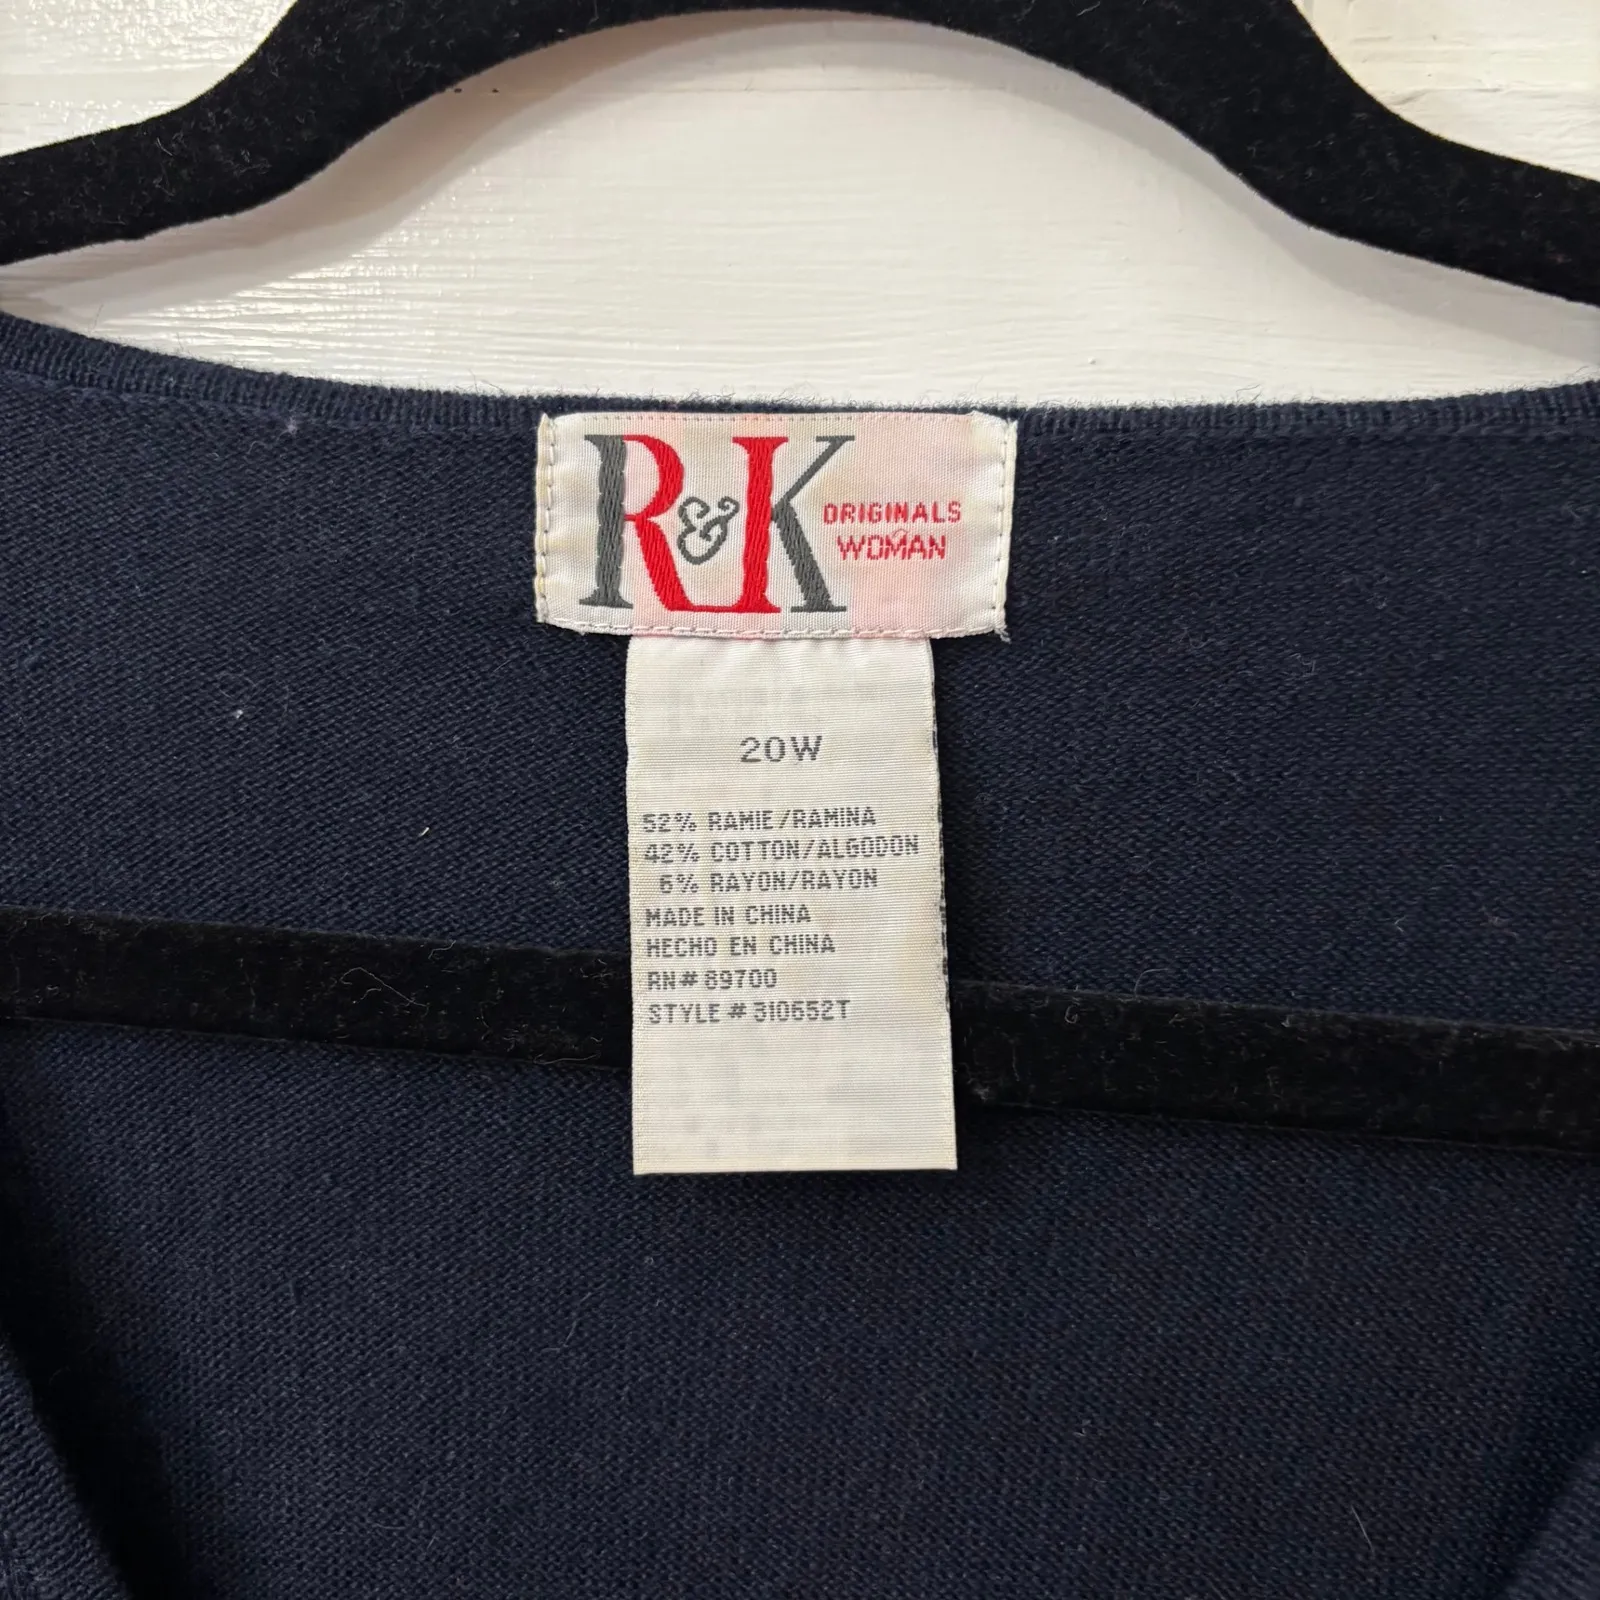 R&K ORIGINALS
WOMAN
20W
52% RAMIE/RAMINA
42% COTTON/ALGODON
6% RAYON/RAYON
MADE IN CHINA
HECHO EN CHINA
RN# 89700
STYLE # 310652T